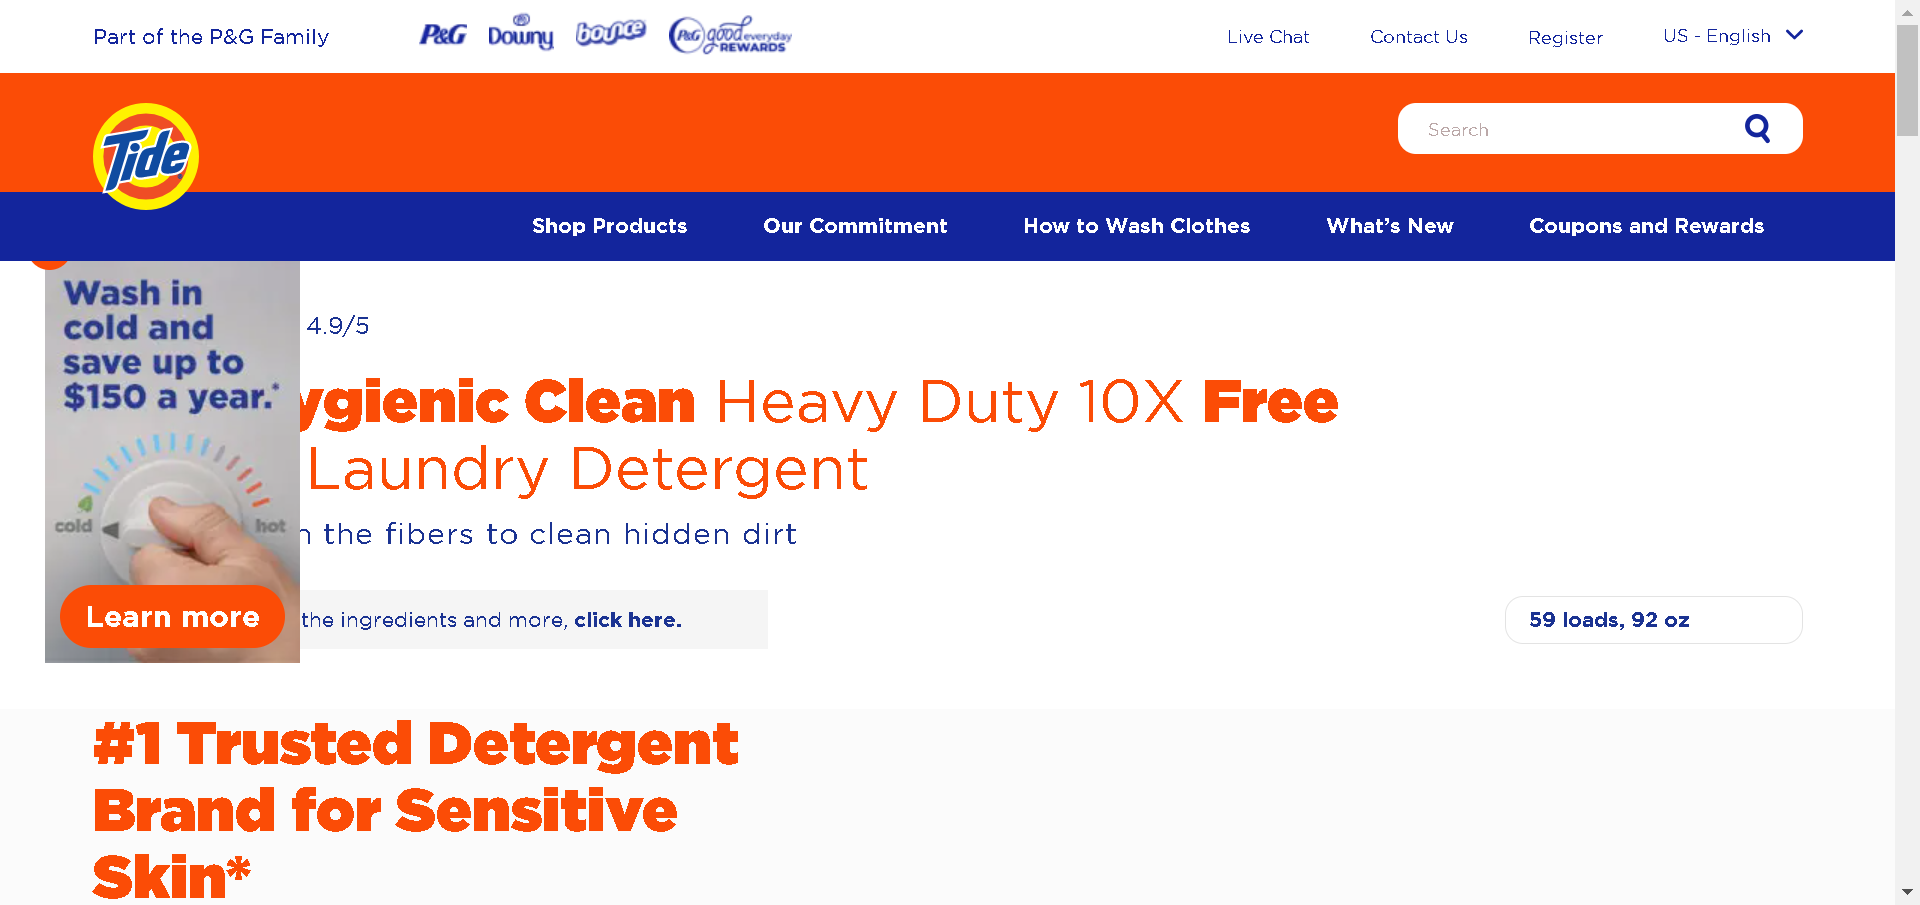 Part of the P&G Family
P&G
Downy
bounce
P&G good everyday REWARDS
Live Chat
Contact Us
Register
US - English
Tide
Search
Shop Products
Our Commitment
How to Wash Clothes
What's New
Coupons and Rewards
Wash in
cold and
save up to
$150 a year.*
cold
hot
Learn more
4.9/5
ygienic Clean Heavy Duty 10X Free
Laundry Detergent
the fibers to clean hidden dirt
the ingredients and more, click here.
59 loads, 92 oz
#1 Trusted Detergent
Brand for Sensitive
Skin*